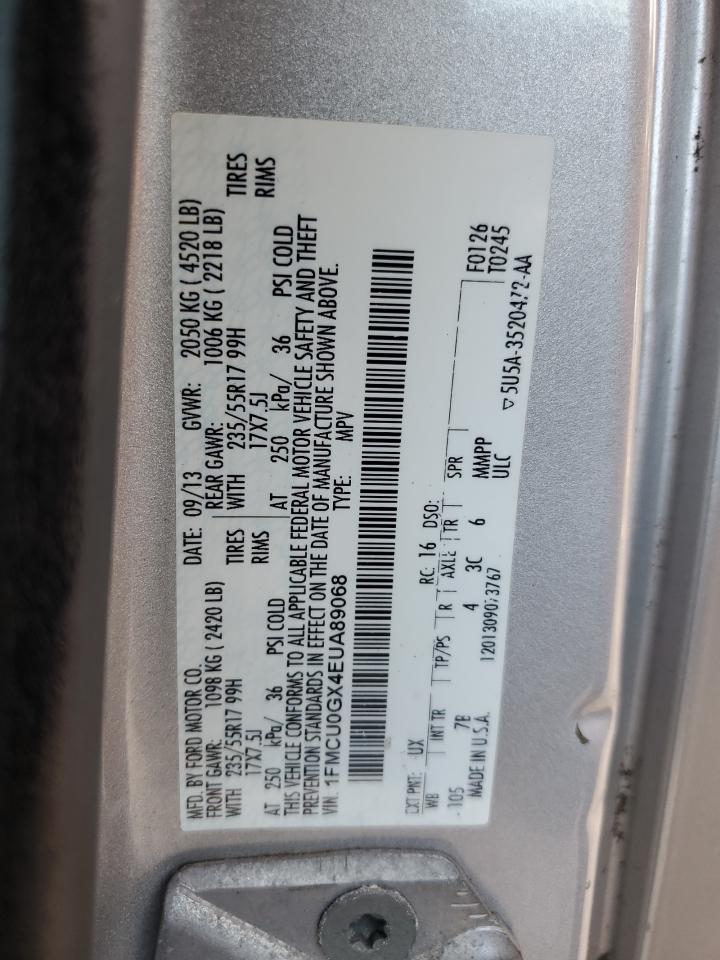 MFD. BY FORD MOTOR CO.
DATE: 09/13 GVWR: 2050 KG ( 4520 LB)
FRONT GAWR: 1098 KG ( 2420 LB) REAR GAWR: 1006 KG ( 2218 LB)
WITH 235/55R17 99H TIRES WITH 235/55R17 99H TIRES
17X7.5J RIMS 17X7.5J RIMS
AT 250 kPa/ 36 PSI COLD AT 250 kPa/ 36 PSI COLD
THIS VEHICLE CONFORMS TO ALL APPLICABLE FEDERAL MOTOR VEHICLE SAFETY AND THEFT
PREVENTION STANDARDS IN EFFECT ON THE DATE OF MANUFACTURE SHOWN ABOVE.
VIN: 1FMCU0GX4EUA89068 TYPE: MPV
EXT PNT: UX RC: 16 DSO: F0126
WB INT TR TP/PS R AXLE TR SPR T0245
105 7B 4 3C 6 MMPP
MADE IN U.S.A. ULC
▽ 5U5A-3520472-AA